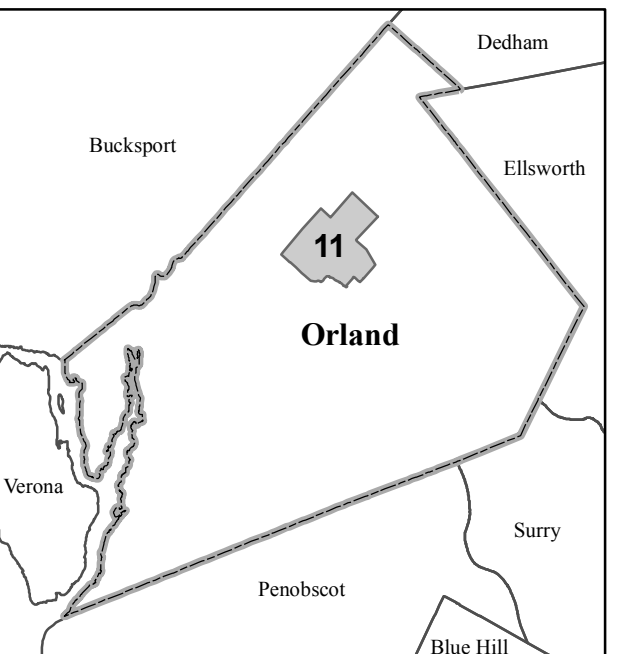 Dedham
Bucksport
Ellsworth
11
Orland
Verona
Surry
Penobscot
Blue Hill